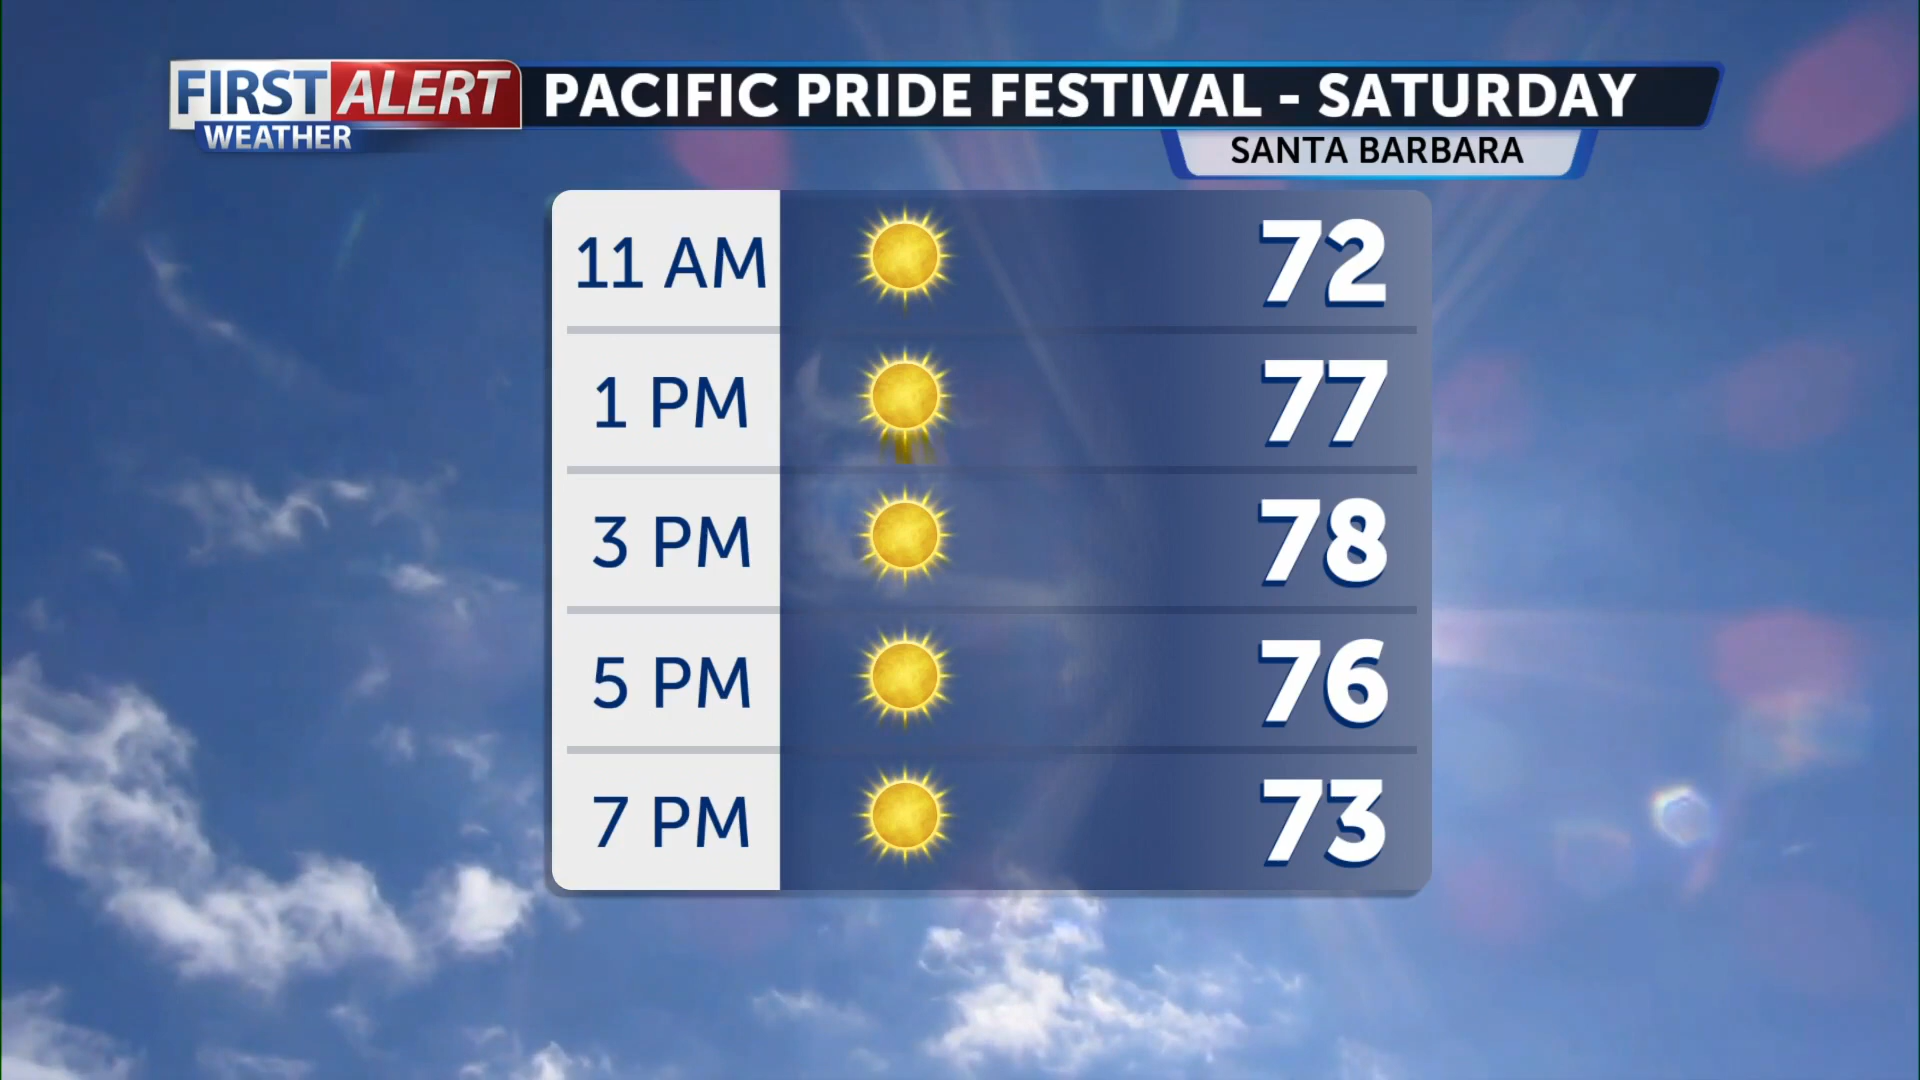 FIRST ALERT
WEATHER
PACIFIC PRIDE FESTIVAL - SATURDAY
SANTA BARBARA
11 AM 72
1 PM 77
3 PM 78
5 PM 76
7 PM 73